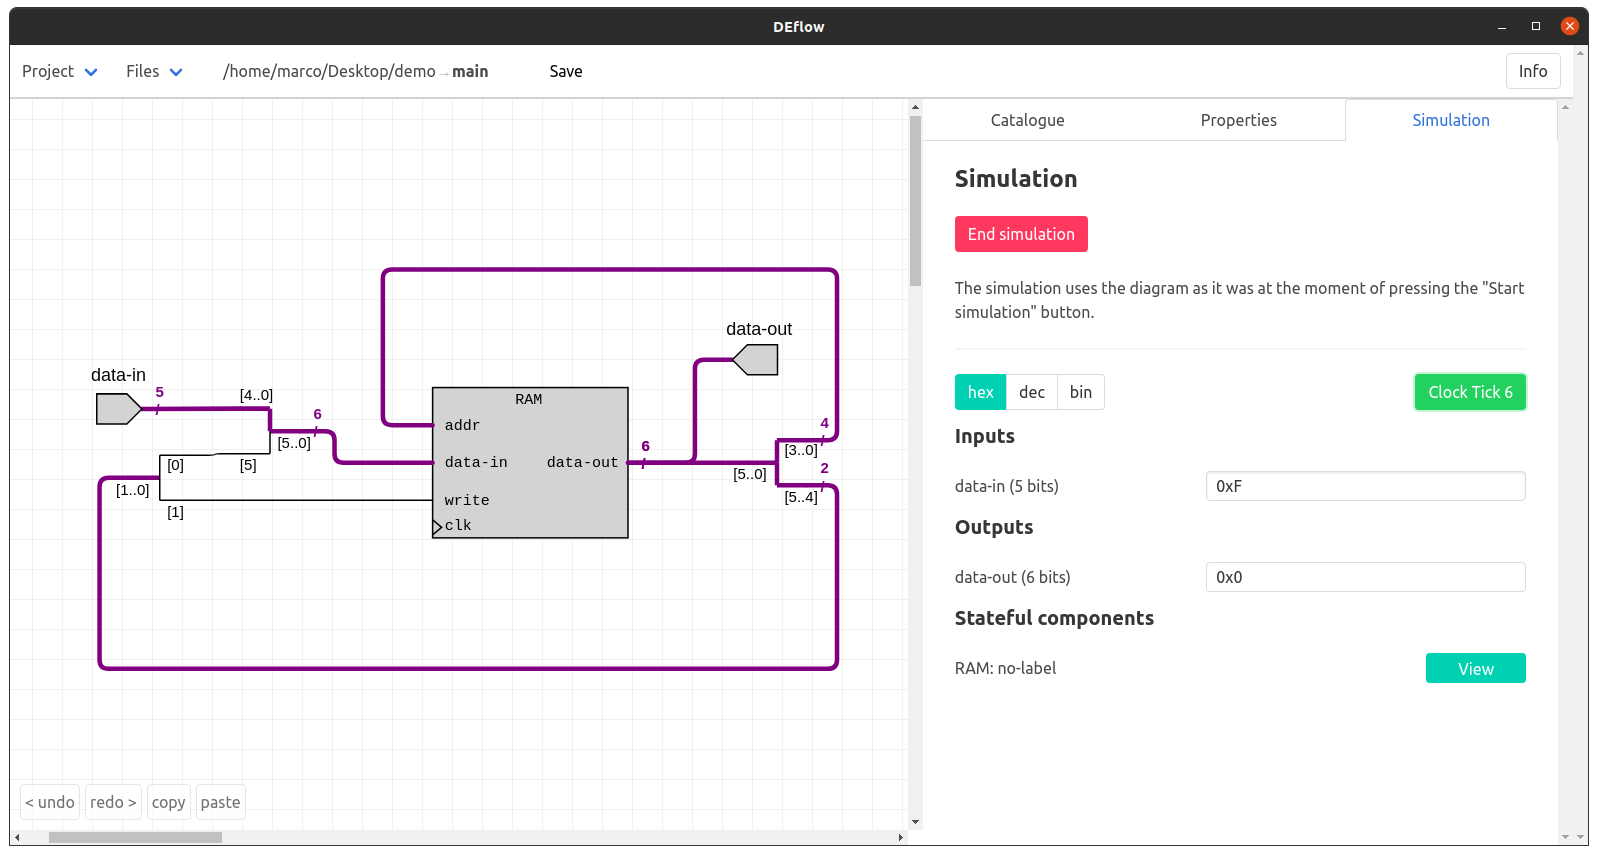 DEflow
Project Files /home/marco/Desktop/demo→main Save Info
Catalogue Properties Simulation
Simulation
End simulation
The simulation uses the diagram as it was at the moment of pressing the "Start
simulation" button.
hex dec bin Clock Tick 6
Inputs
data-in (5 bits) 0xF
Outputs
data-out (6 bits) 0x0
Stateful components
RAM: no-label View
data-out
data-in
5
[4..0]
6
[5..0]
[0]
[5]
[1..0]
[1]
RAM
addr
data-in data-out
write
clk
6
[5..0]
4
[3..0]
2
[5..4]
< undo redo > copy paste